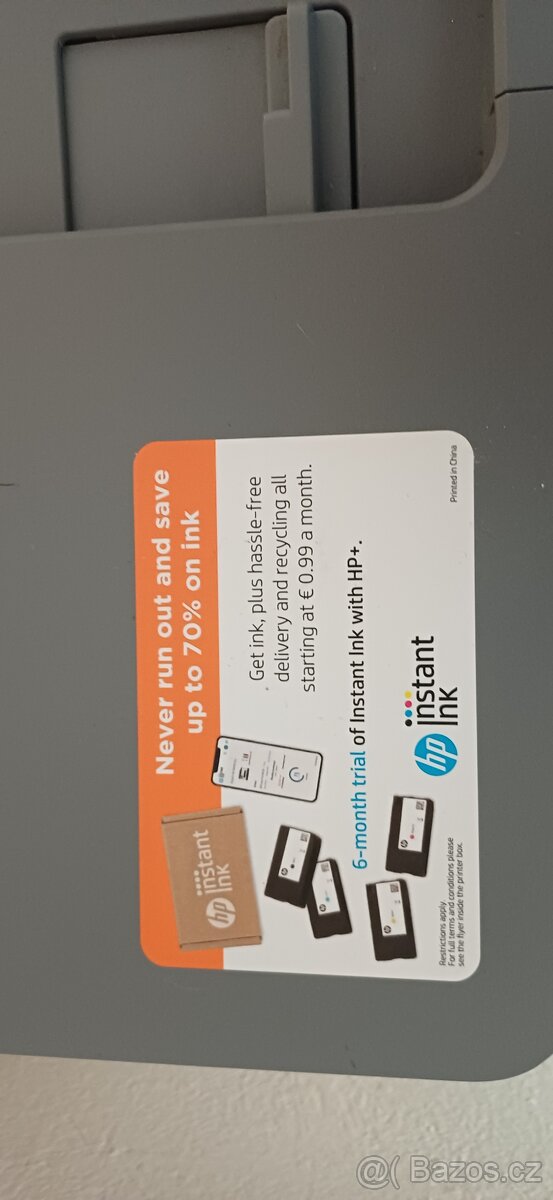 Never run out and save
up to 70% on ink
hp instant
ink
Get ink, plus hassle-free
delivery and recycling all
starting at € 0.99 a month.
6-month trial of Instant Ink with HP+.
hp instant
ink
Restrictions apply.
For full terms and conditions please
see the flyer inside the printer box.
Printed in China
@( Bazos.cz